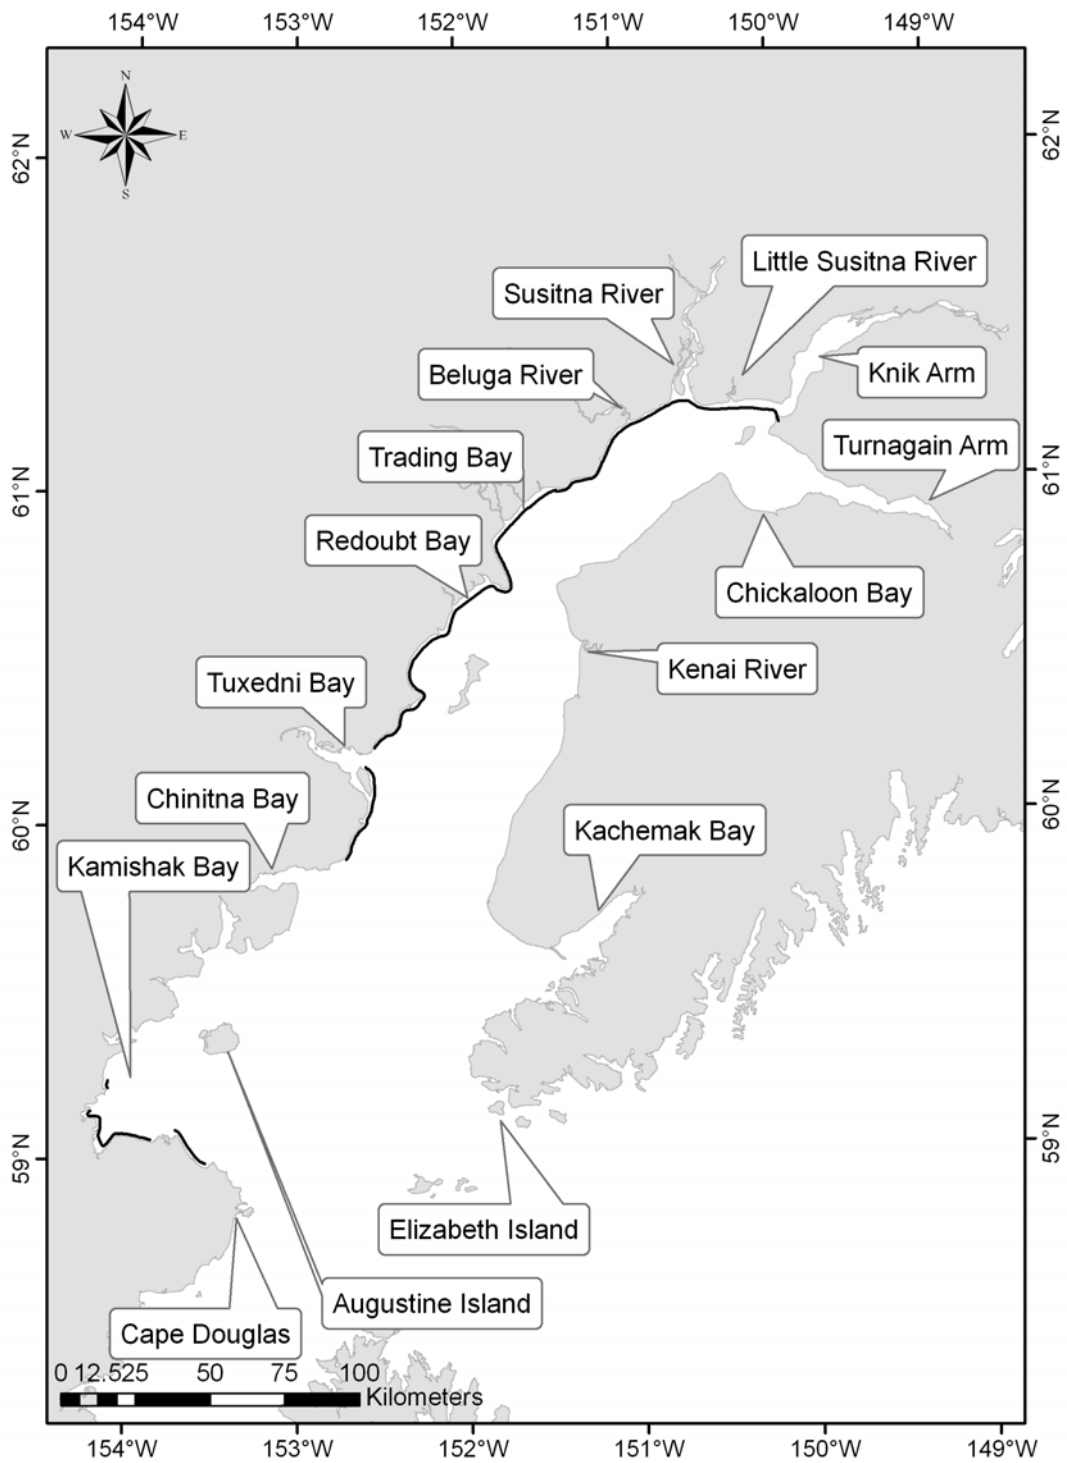 154°W 153°W 152°W 151°W 150°W 149°W
N
W E
S
62°N
62°N
Little Susitna River
Susitna River
Beluga River
Knik Arm
Turnagain Arm
Trading Bay
61°N
61°N
Redoubt Bay
Chickaloon Bay
Kenai River
Tuxedni Bay
Chinitna Bay
60°N
60°N
Kachemak Bay
Kamishak Bay
59°N
59°N
Elizabeth Island
Augustine Island
Cape Douglas
0 12.525 50 75 100
Kilometers
154°W 153°W 152°W 151°W 150°W 149°W